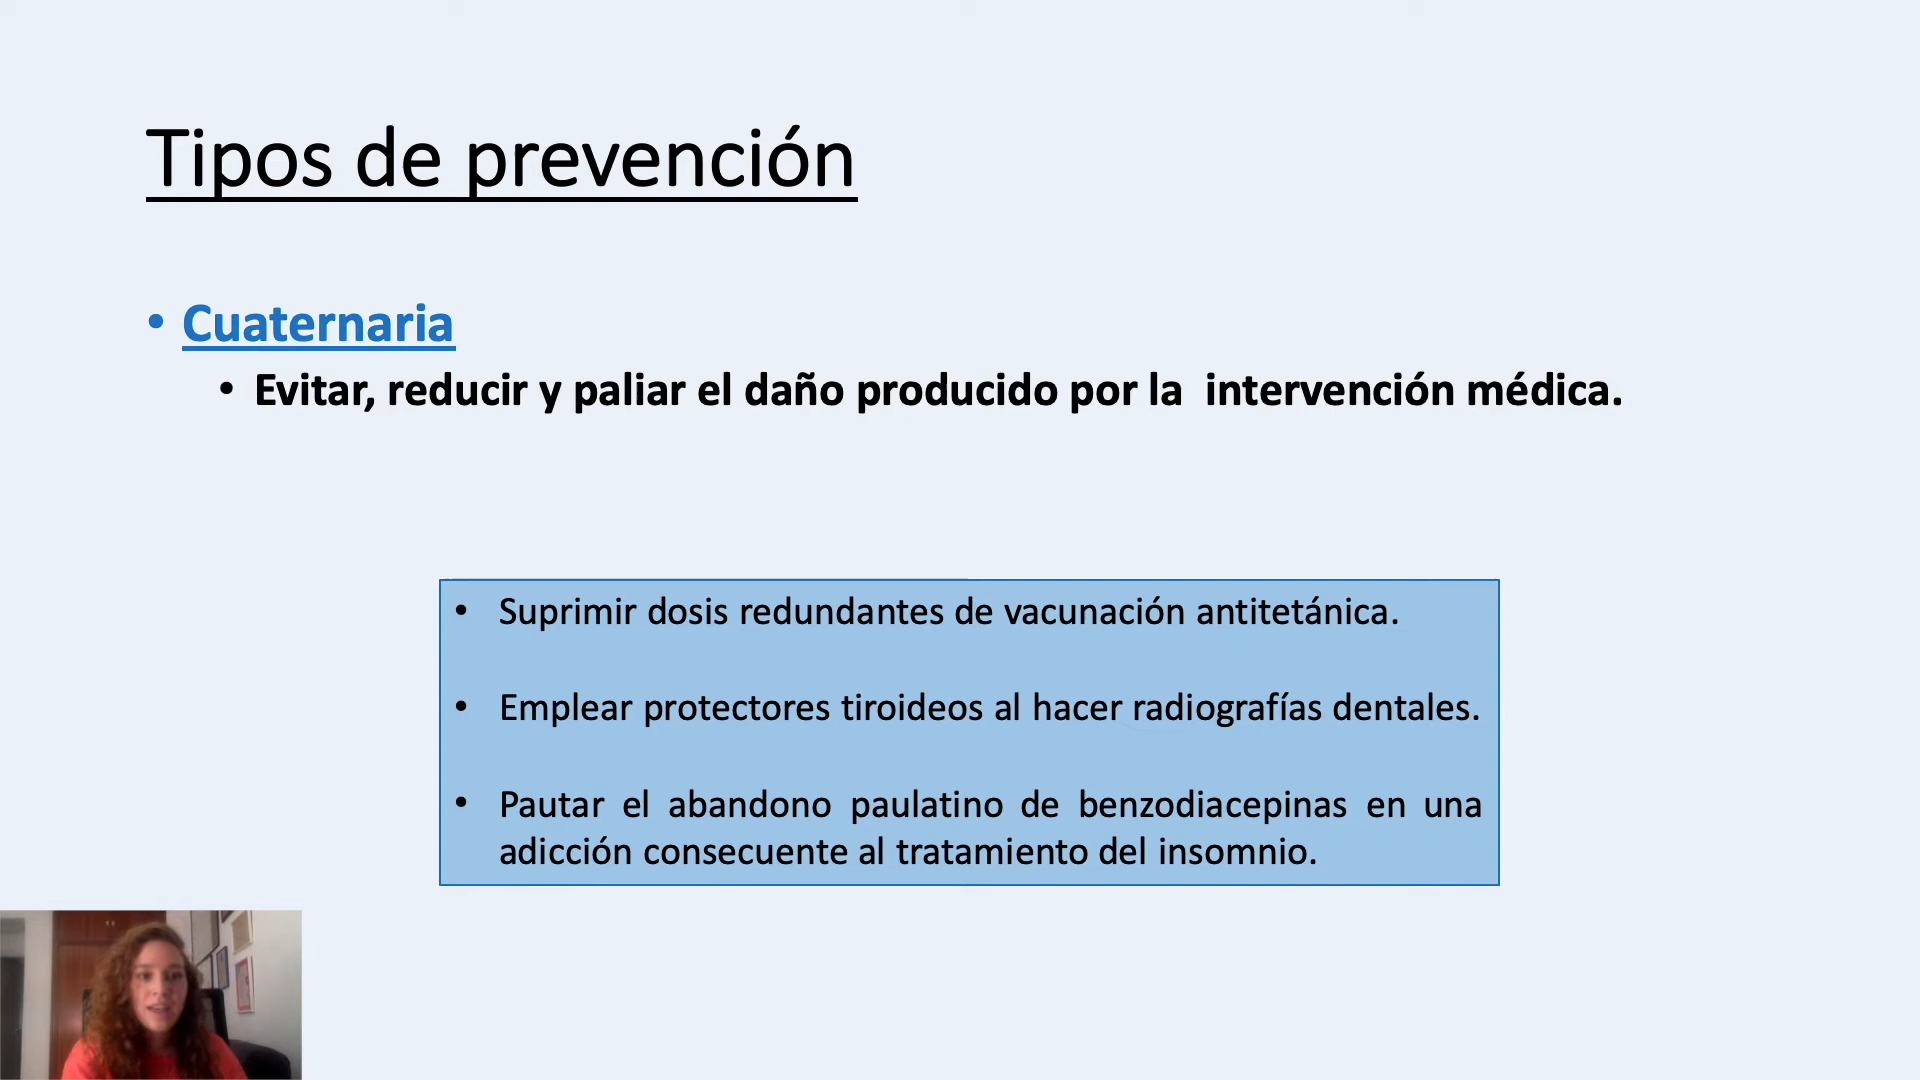 Tipos de prevención
• Cuaternaria
• Evitar, reducir y paliar el daño producido por la intervención médica.
• Suprimir dosis redundantes de vacunación antitetánica.
• Emplear protectores tiroideos al hacer radiografías dentales.
• Pautar el abandono paulatino de benzodiacepinas en una
adicción consecuente al tratamiento del insomnio.